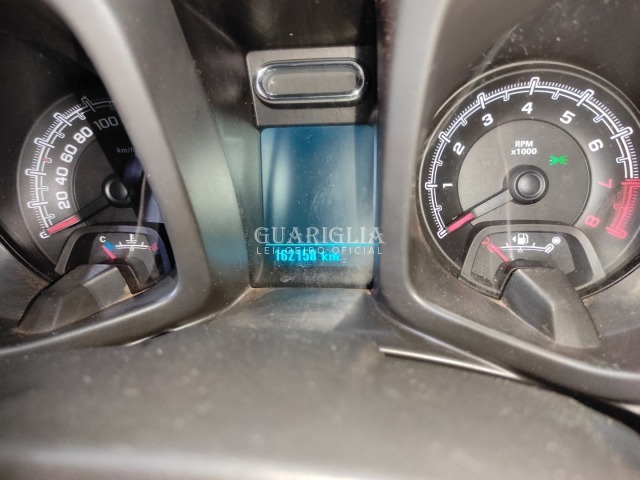 20 40 60 80 100
km/h
C
GUARIGLIA
LEILOEIRO OFICIAL
162150 km
1 2 3 4 5 6 7 8
RPM
x1000